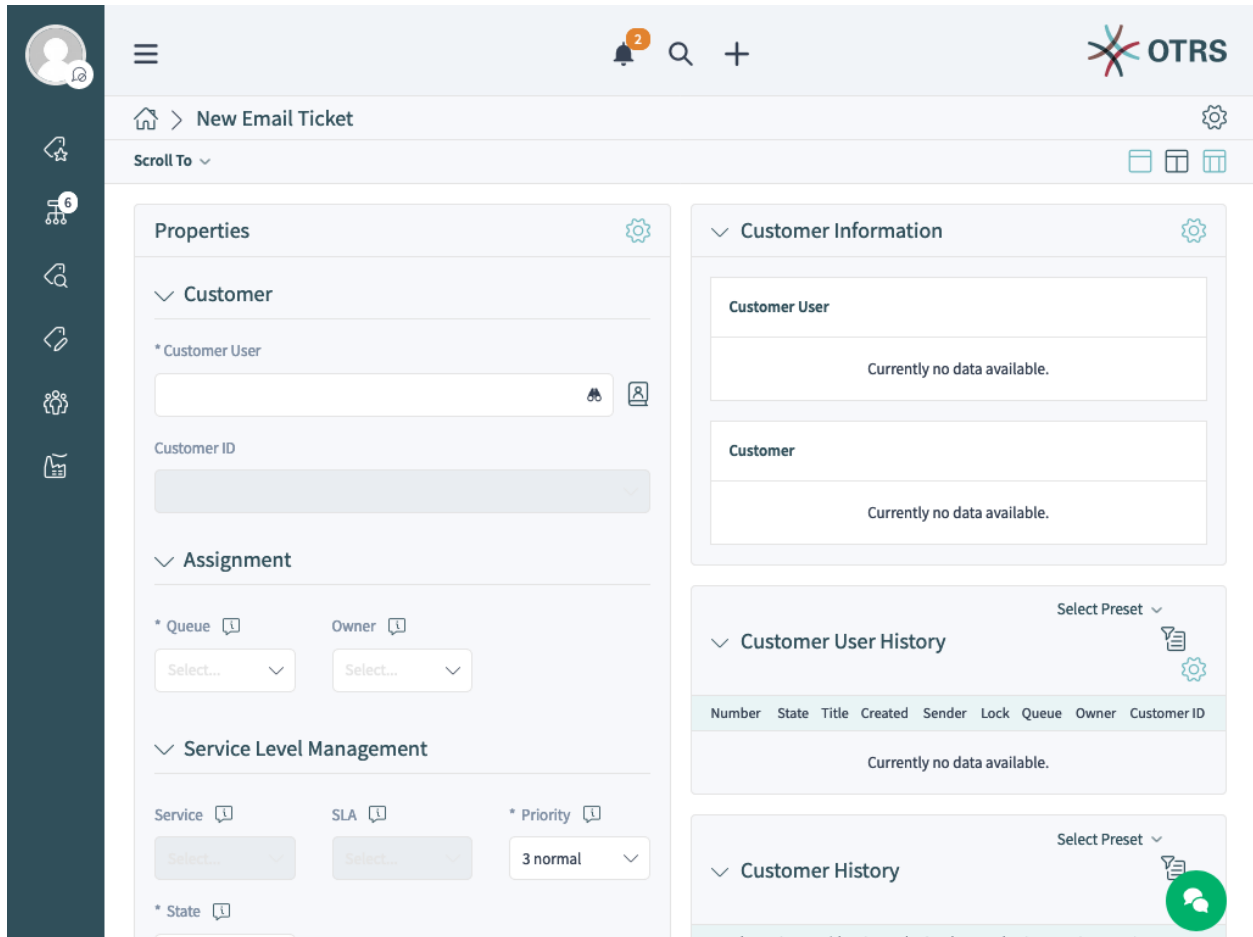 2
OTRS
New Email Ticket
Scroll To
6
Properties
Customer
* Customer User
Customer ID
Assignment
* Queue
Owner
Select...
Select...
Service Level Management
Service
SLA
* Priority
Select...
Select...
3 normal
* State
Customer Information
Customer User
Currently no data available.
Customer
Currently no data available.
Select Preset
Customer User History
Number State Title Created Sender Lock Queue Owner Customer ID
Currently no data available.
Select Preset
Customer History